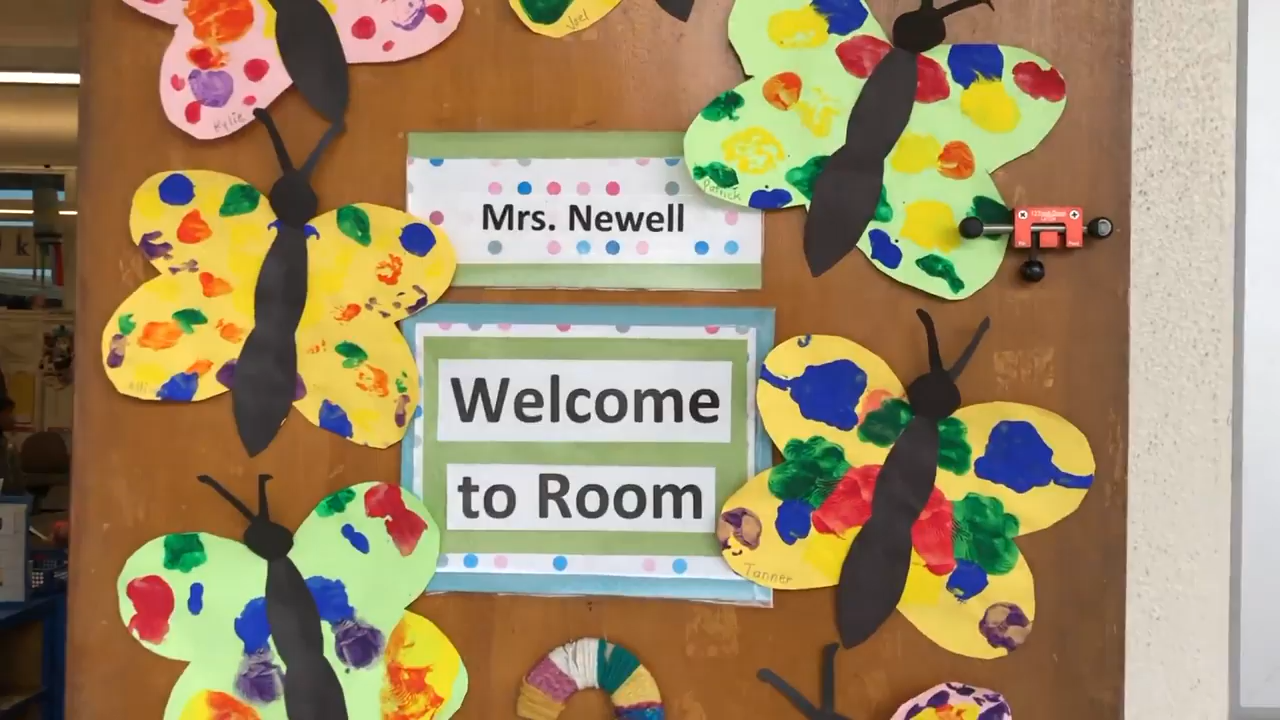 Joel
Kylie
Patrick
Mrs. Newell
Welcome
to Room
Tanner